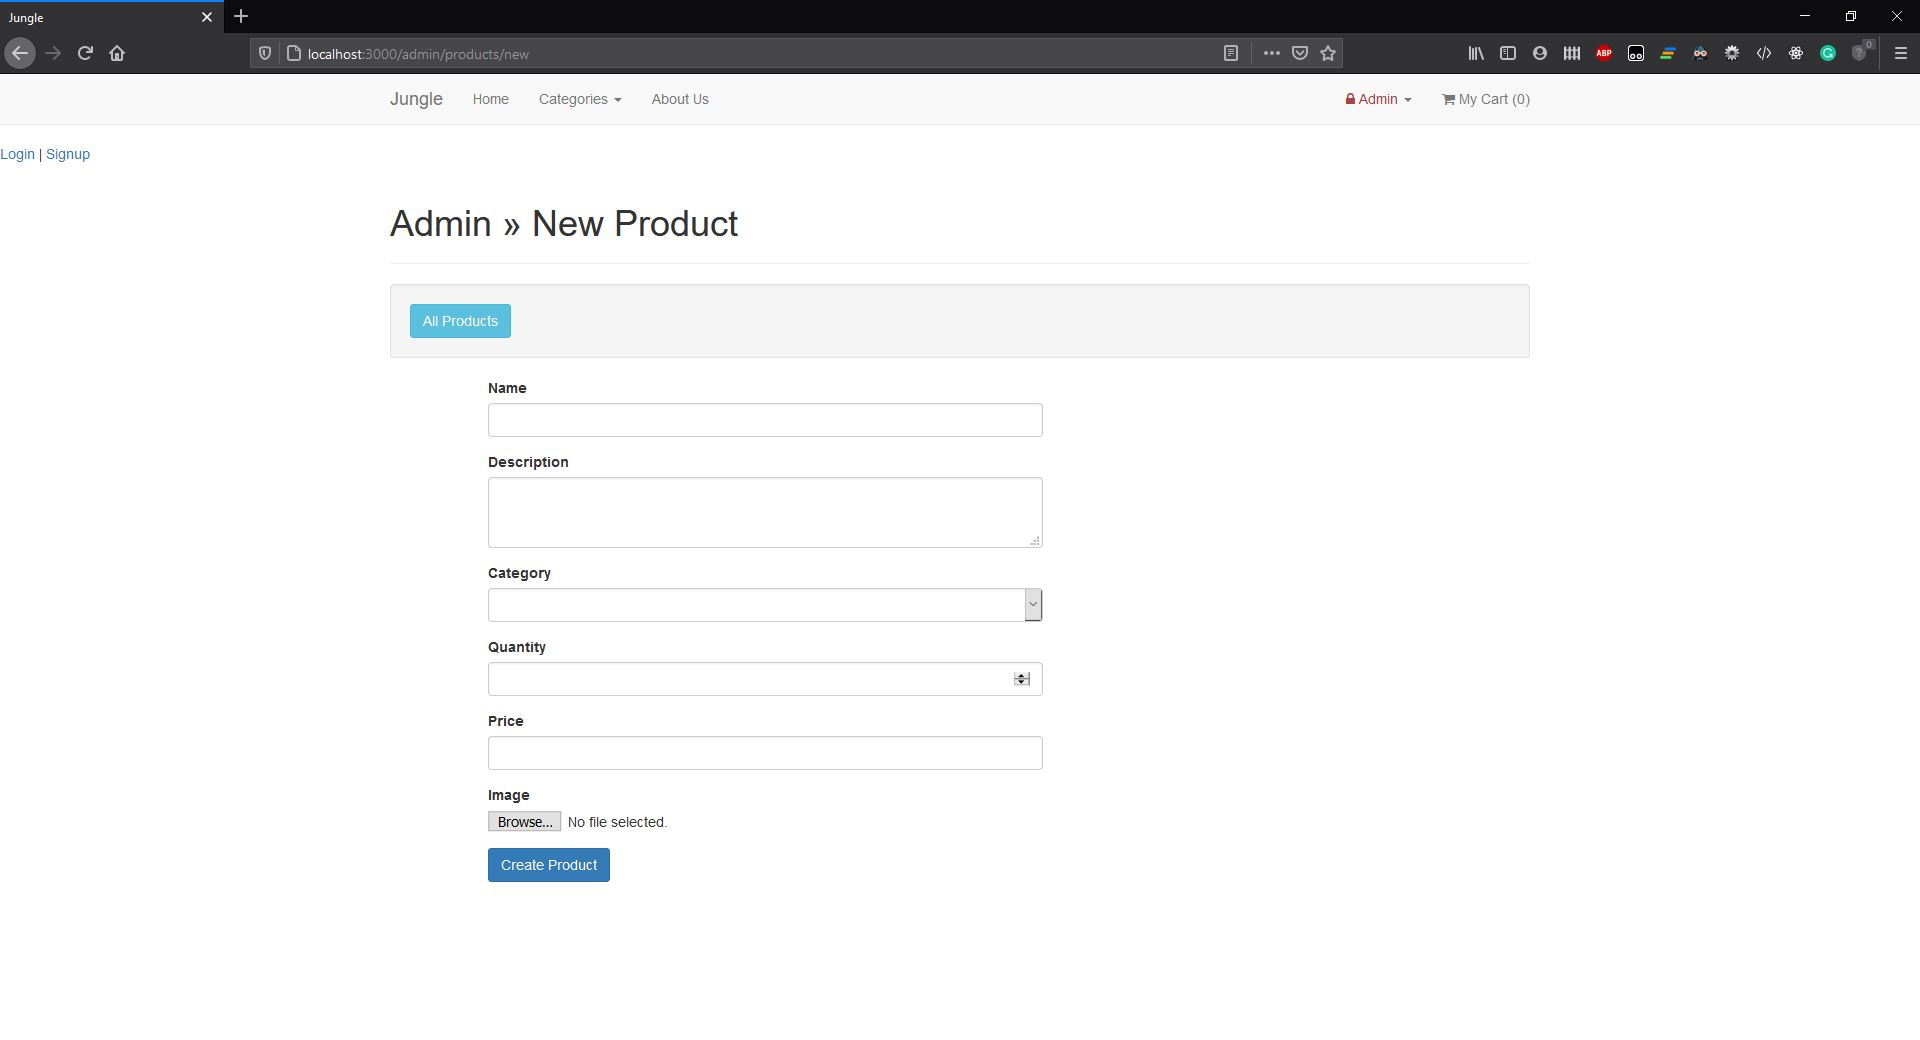 Jungle
localhost:3000/admin/products/new
ABP
0
Jungle Home Categories About Us Admin My Cart (0)
Login | Signup
Admin » New Product
All Products
Name
Description
Category
Quantity
Price
Image
Browse... No file selected.
Create Product